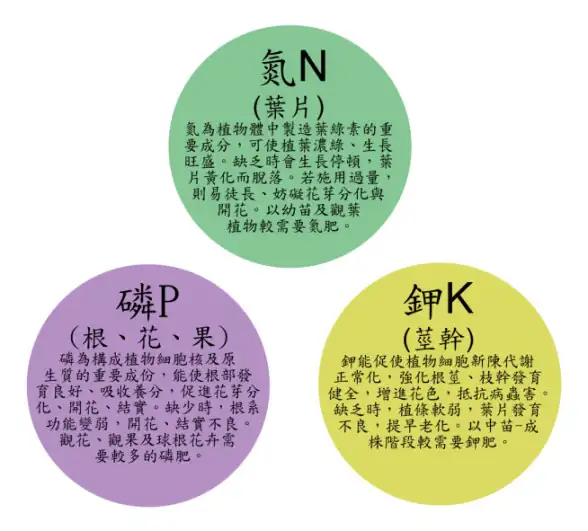 氮N
(葉片)
氮為植物體中製造葉綠素的重
要成分，可使植葉濃綠、生長
旺盛。缺乏時會生長停頓，葉
片黃化而脫落。若施用過量，
則易徒長、妨礙花芽分化與
開花。以幼苗及觀葉
植物較需要氮肥。
磷P
(根、花、果)
磷為構成植物細胞核及原
生質的重要成份，能使根部發
育良好、吸收養分，促進花芽分
化、開花、結實。缺少時，根系
功能變弱，開花、結實不良。
觀花、觀果及球根花卉需
要較多的磷肥。
鉀K
(莖幹)
鉀能促使植物細胞新陳代謝
正常化，強化根莖、枝幹發育
健全，增進花色，抵抗病蟲害。
缺乏時，植條軟弱，葉片發育
不良，提早老化。以中苗-成
株階段較需要鉀肥。